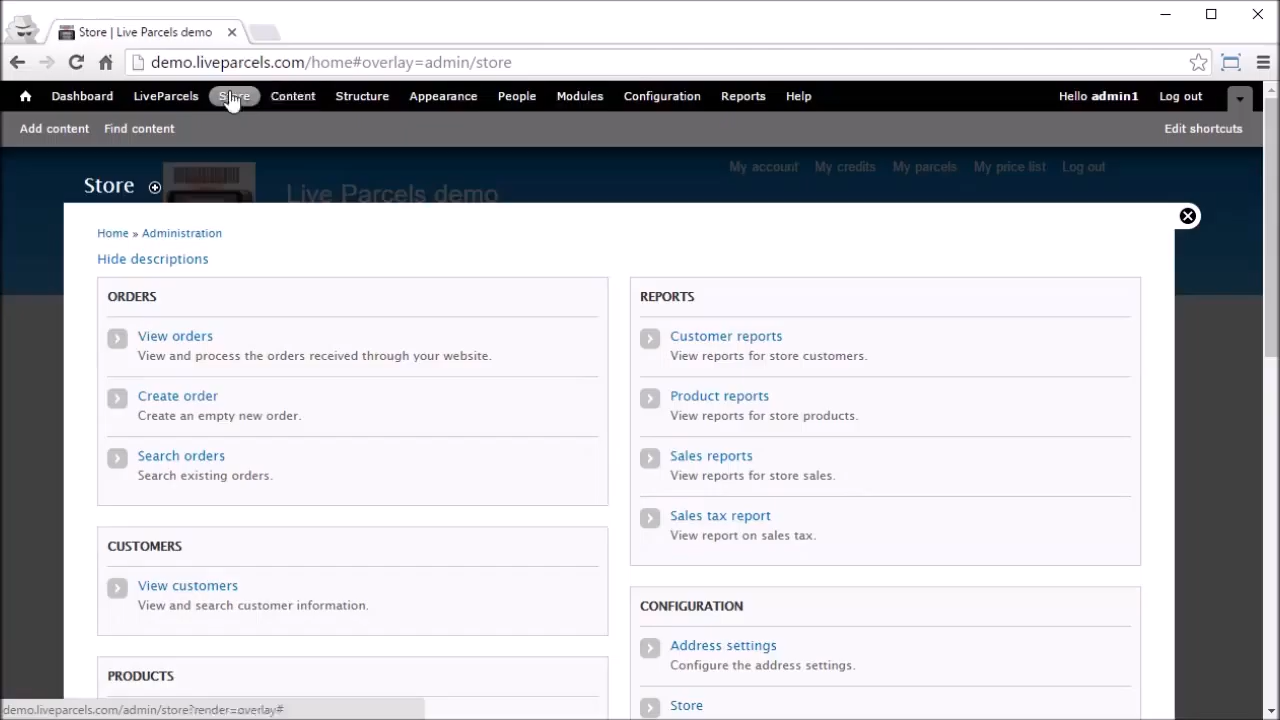 Store | Live Parcels demo
demo.liveparcels.com/home#overlay=admin/store
Dashboard LiveParcels Store Content Structure Appearance People Modules Configuration Reports Help Hello admin1 Log out
Add content Find content Edit shortcuts
My account My credits My parcels My price list Log out
Store
Live Parcels demo
Home » Administration
Hide descriptions
ORDERS
View orders
View and process the orders received through your website.
Create order
Create an empty new order.
Search orders
Search existing orders.
CUSTOMERS
View customers
View and search customer information.
PRODUCTS
REPORTS
Customer reports
View reports for store customers.
Product reports
View reports for store products.
Sales reports
View reports for store sales.
Sales tax report
View report on sales tax.
CONFIGURATION
Address settings
Configure the address settings.
Store
demo.liveparcels.com/admin/store?render=overlay#